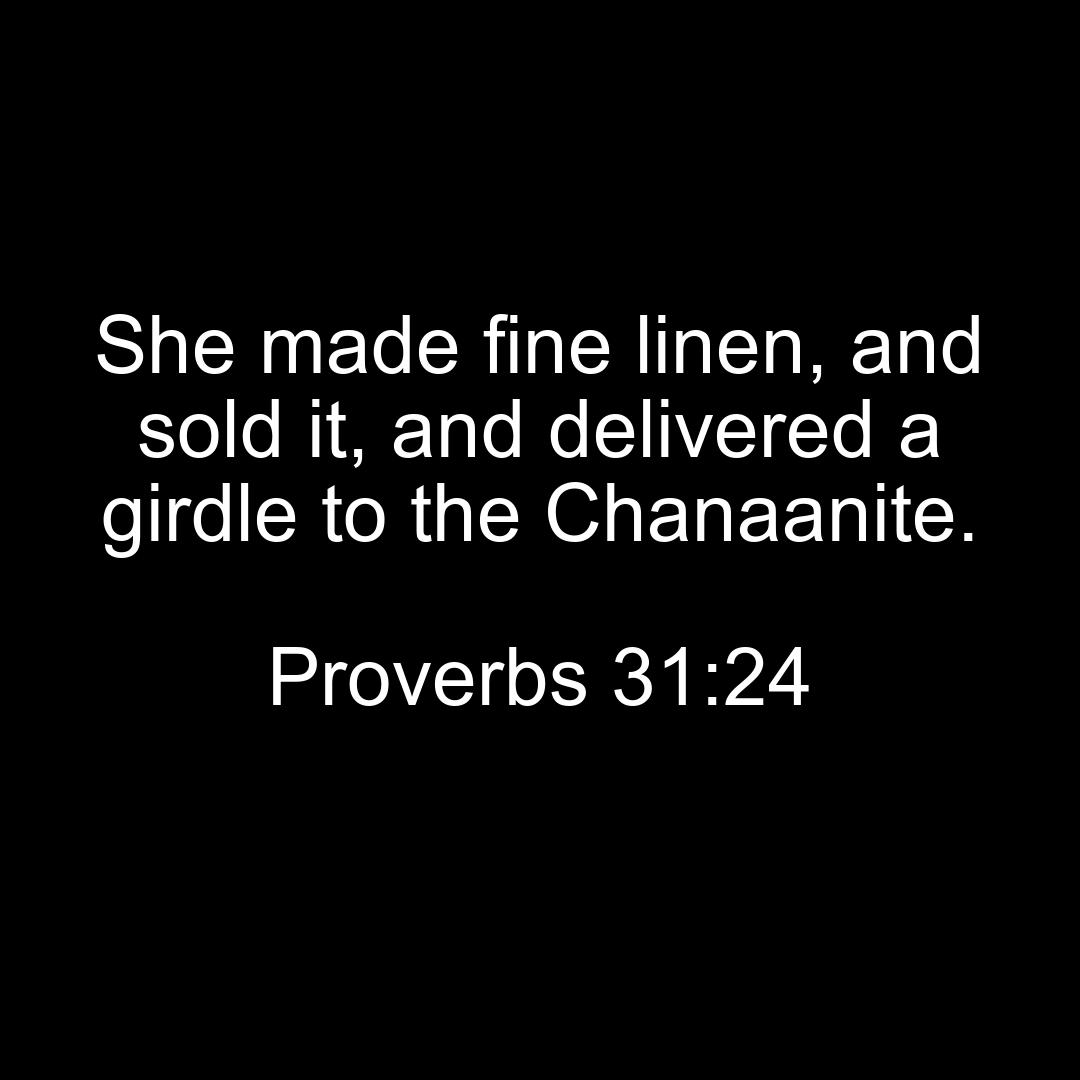 She made fine linen, and
sold it, and delivered a
girdle to the Chanaanite.
Proverbs 31:24